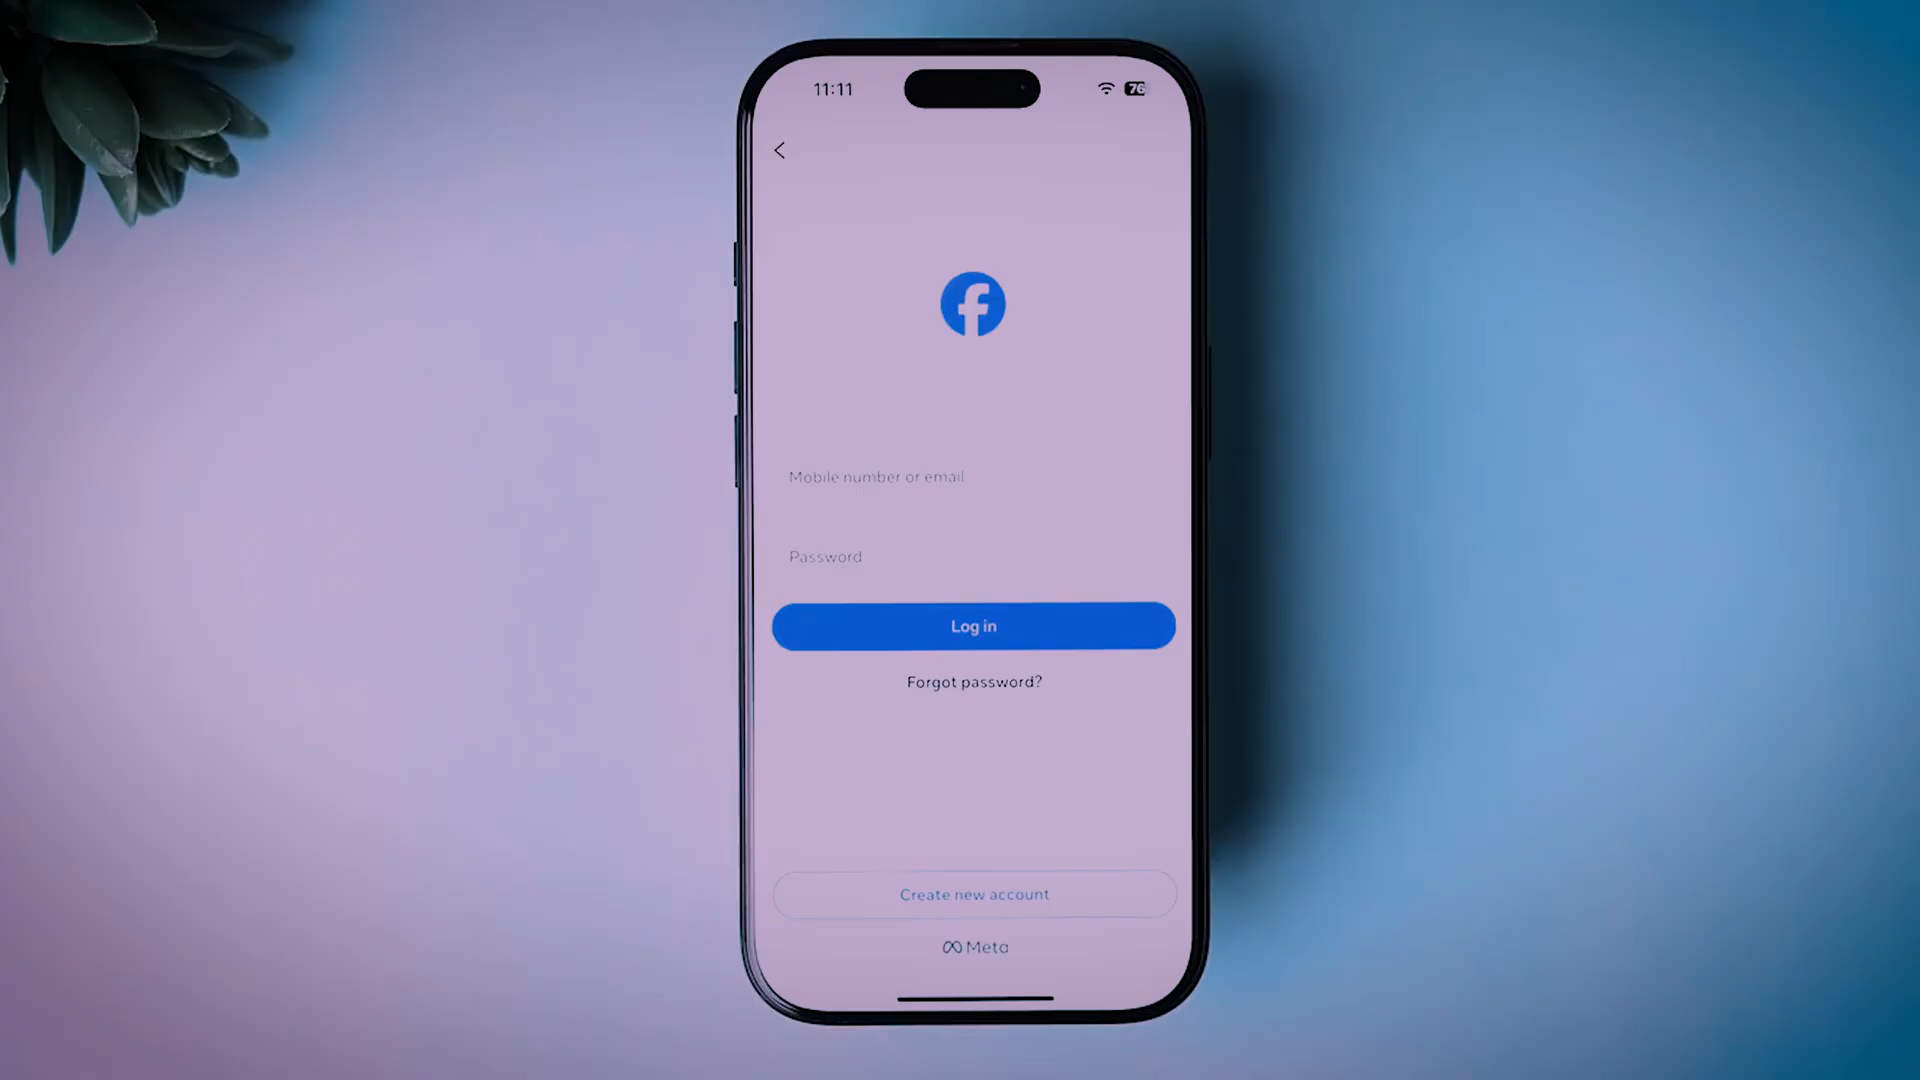 11:11
76
Mobile number or email
Password
Log in
Forgot password?
Create new account
Meta